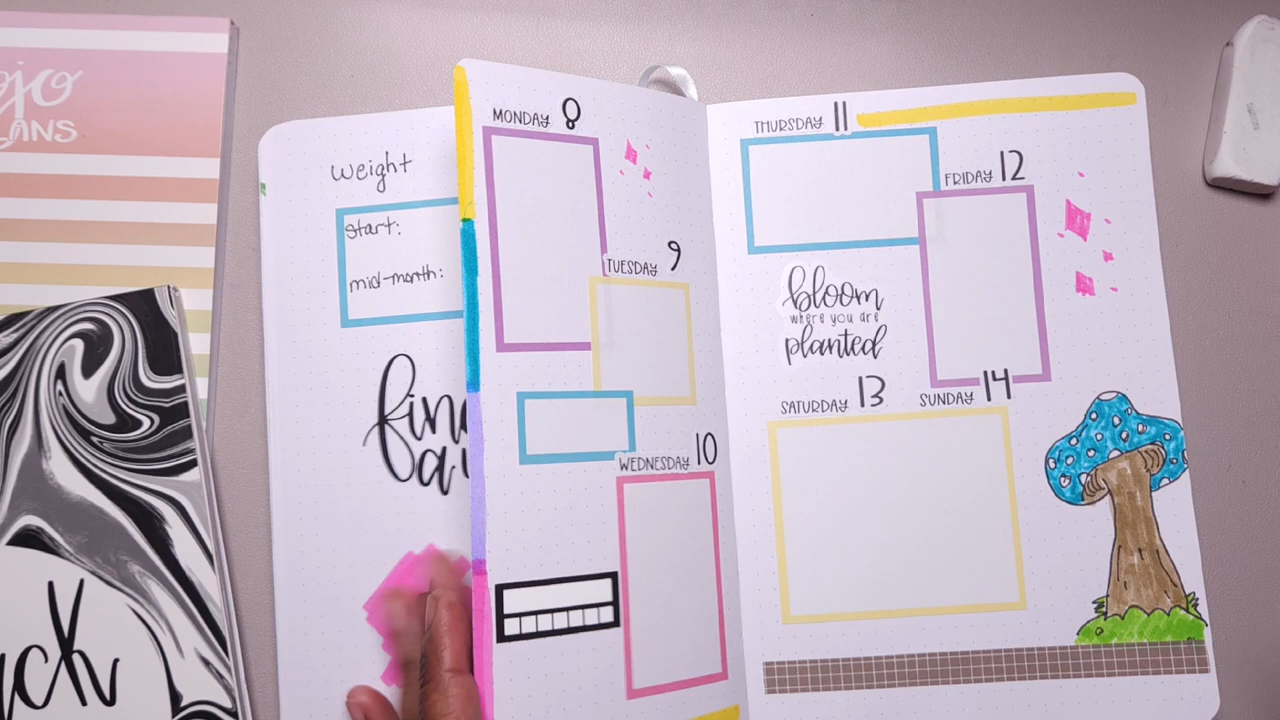 LANS
Weight
start:
mid-month:
MONDAY 8
TUESDAY 9
WEDNESDAY 10
THURSDAY 11
FRIDAY 12
bloom
where you are
planted
SATURDAY 13
SUNDAY 14